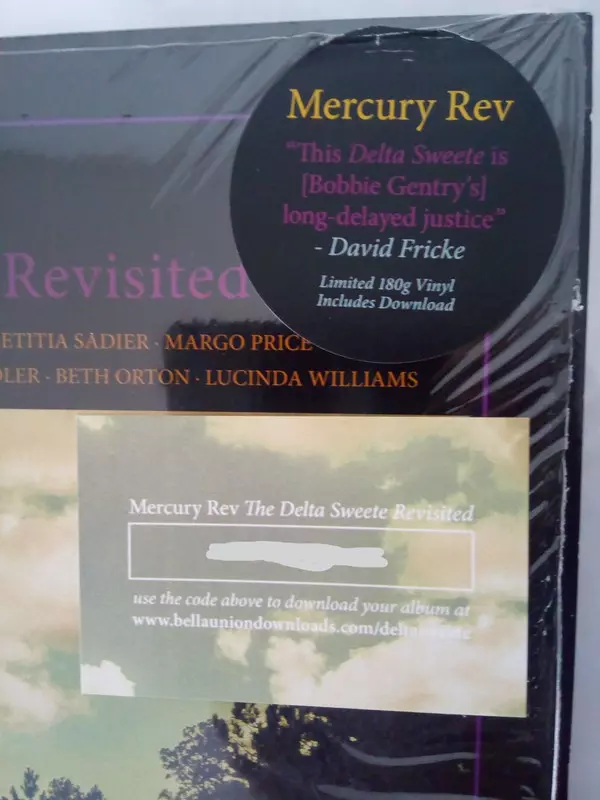 Mercury Rev
"This Delta Sweete is
[Bobbie Gentry's]
long-delayed justice"
- David Fricke
Limited 180g Vinyl
Includes Download
Revisited
ETITIA SADIER · MARGO PRICE
DLER · BETH ORTON · LUCINDA WILLIAMS
Mercury Rev The Delta Sweete Revisited
use the code above to download your album at
www.bellauniondownloads.com/deltasweete